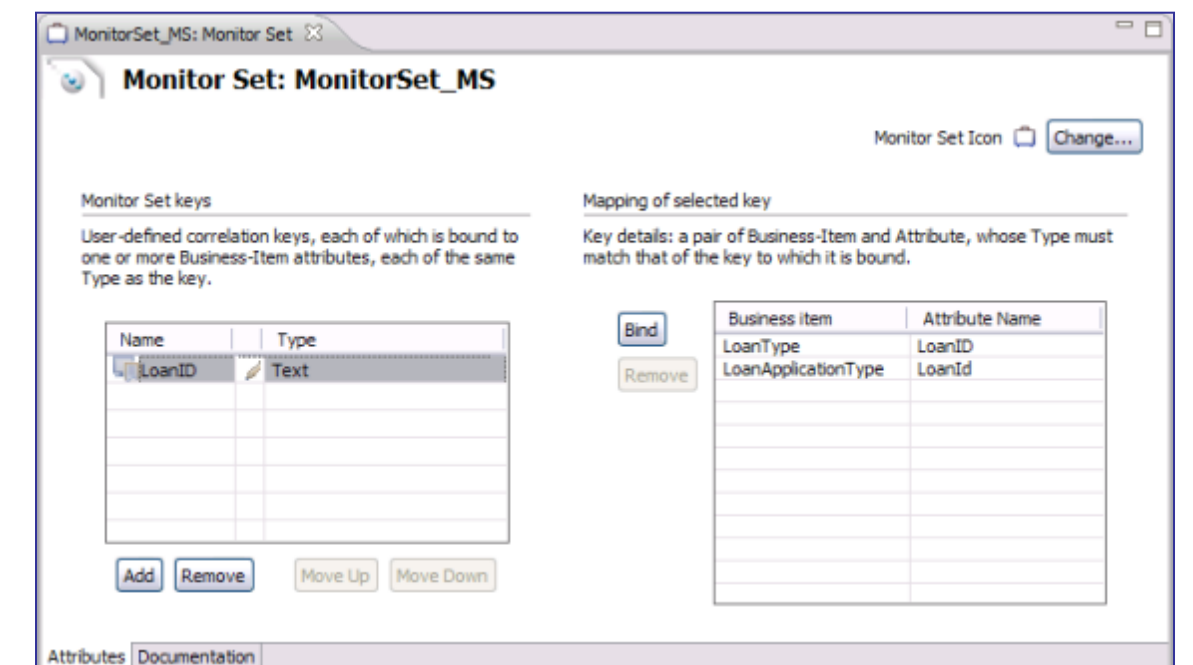 MonitorSet_MS: Monitor Set
Monitor Set: MonitorSet_MS
Monitor Set Icon Change...
Monitor Set keys
User-defined correlation keys, each of which is bound to
one or more Business-Item attributes, each of the same
Type as the key.
Name Type
LoanID Text
Add Remove Move Up Move Down
Mapping of selected key
Key details: a pair of Business-Item and Attribute, whose Type must
match that of the key to which it is bound.
Bind
Remove
Business item Attribute Name
LoanType LoanID
LoanApplicationType LoanId
Attributes Documentation